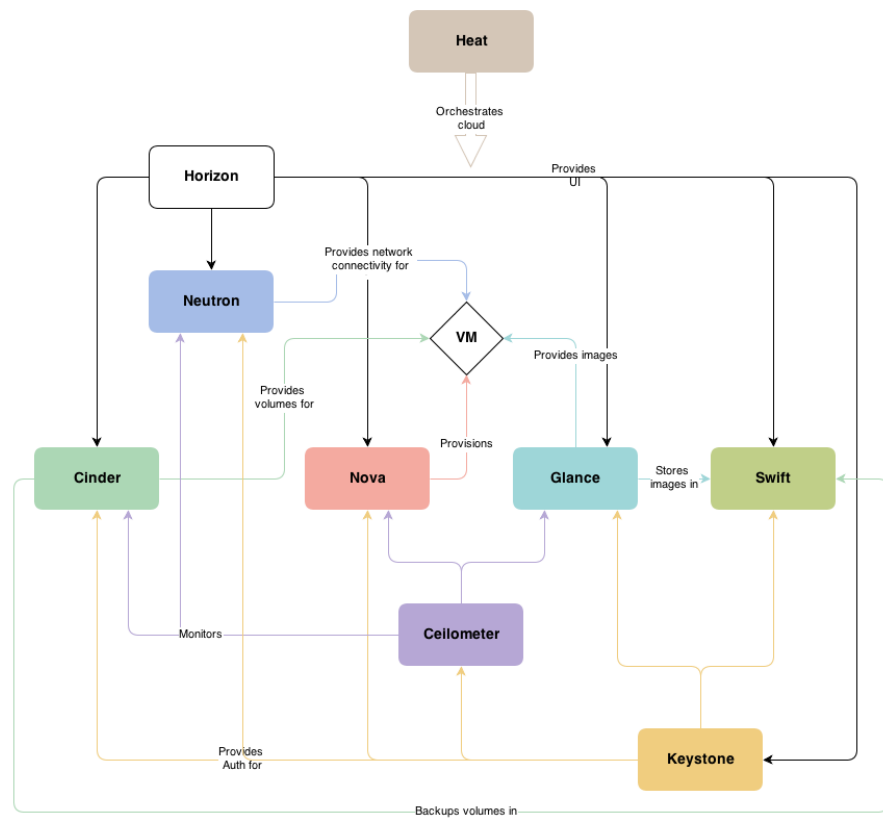 Heat
Orchestrates
cloud
Provides
UI
Horizon
Provides network
connectivity for
Neutron
VM
Provides images
Provides
volumes for
Provisions
Cinder
Nova
Glance
Stores
images in
Swift
Ceilometer
Monitors
Provides
Auth for
Keystone
Backups volumes in